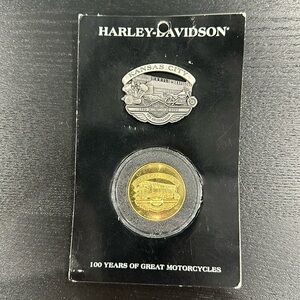 HARLEY-DAVIDSON®
KANSAS CITY
100 YEARS OF GREAT MOTORCYCLES